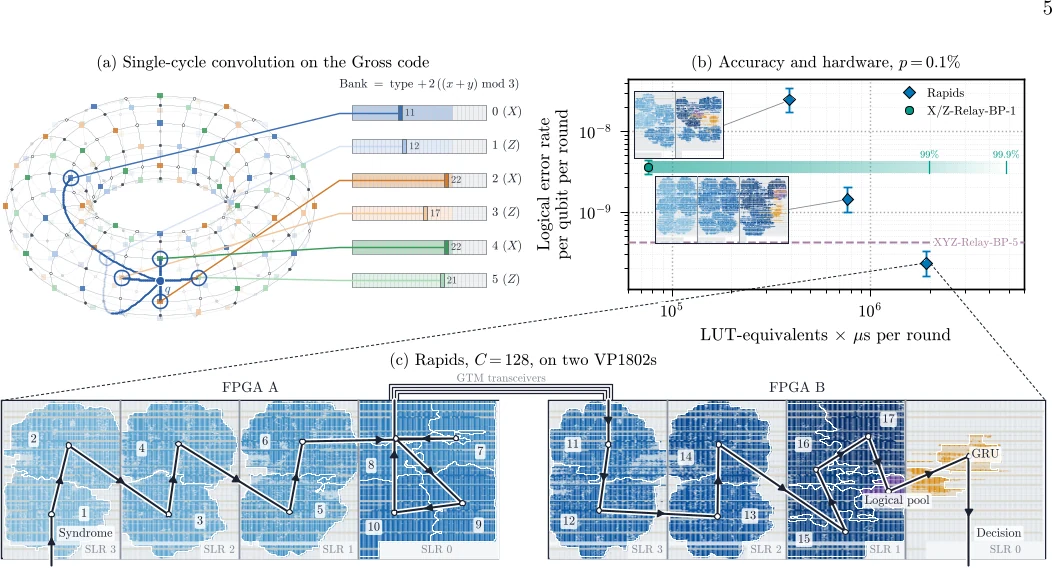 5
(a) Single-cycle convolution on the Gross code
Bank = type + 2 ((x + y) mod 3)
11
0 (X)
12
1 (Z)
22
2 (X)
17
3 (Z)
22
4 (X)
21
5 (Z)
q
(b) Accuracy and hardware, p = 0.1%
Logical error rate
per qubit per round
10⁻⁸
10⁻⁹
Rapids
X/Z-Relay-BP-1
99%
99.9%
XYZ-Relay-BP-5
10⁵
10⁶
LUT-equivalents × μs per round
(c) Rapids, C = 128, on two VP1802s
FPGA A
GTM transceivers
FPGA B
2
1
Syndrome
SLR 3
4
3
SLR 2
6
5
SLR 1
8
7
10
9
SLR 0
11
12
SLR 3
14
13
SLR 2
17
16
15
Logical pool
SLR 1
GRU
Decision
SLR 0